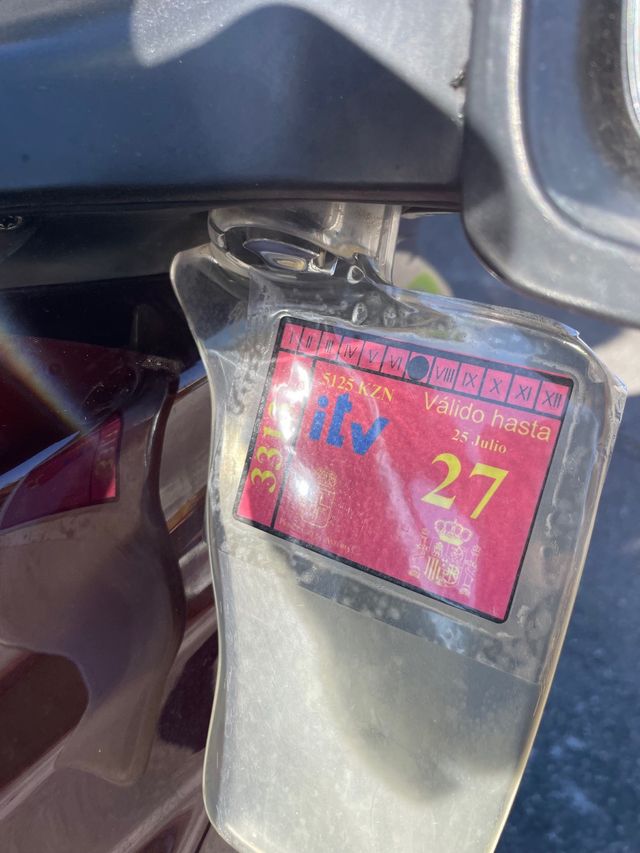 I II III IV V VI VIII IX X XI XII
5125 KZN
itv
Válido hasta
25 Julio
27